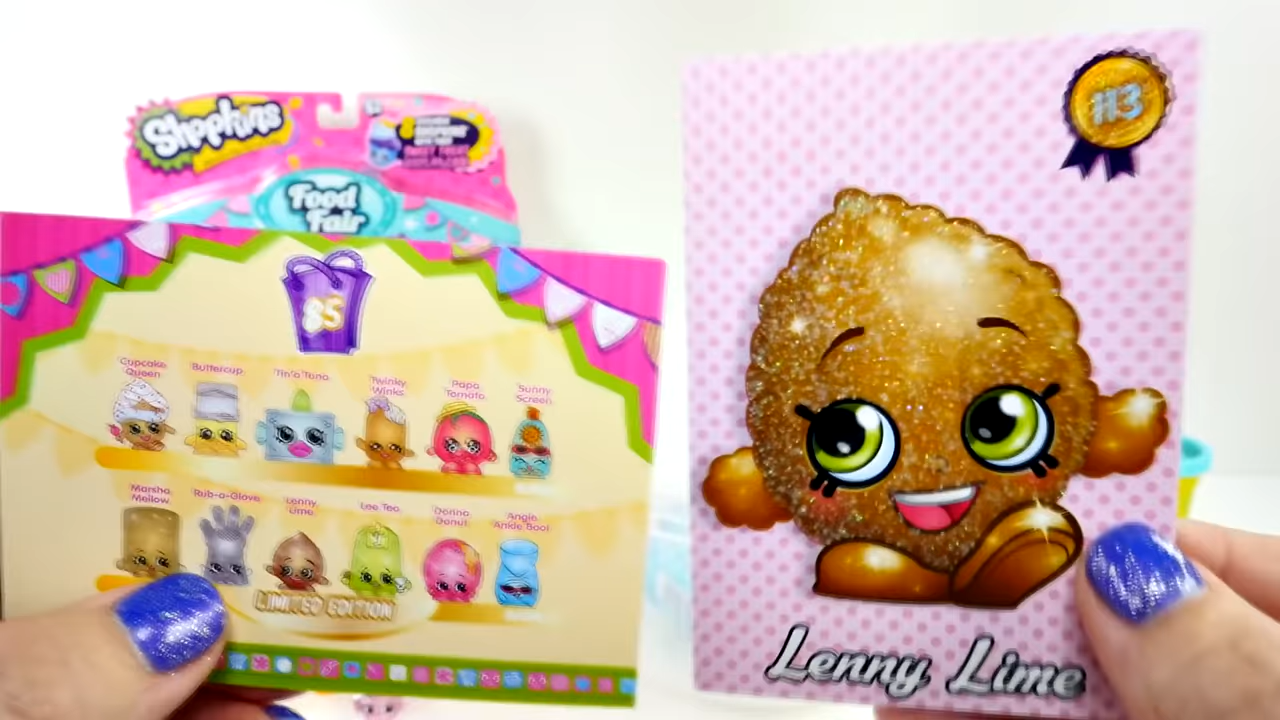 Shopkins
Food
Fair
85
Cupcake
Queen
Buttercup
Tin'a'Tuna
Twinky
Winks
Papa
Tomato
Sunny
Screen
Marsha
Mellow
Rub-a-Glove
Lenny
Lime
Lee Tea
Donna
Donut
Angie
Ankle Boot
LIMITED EDITION
113
Lenny Lime